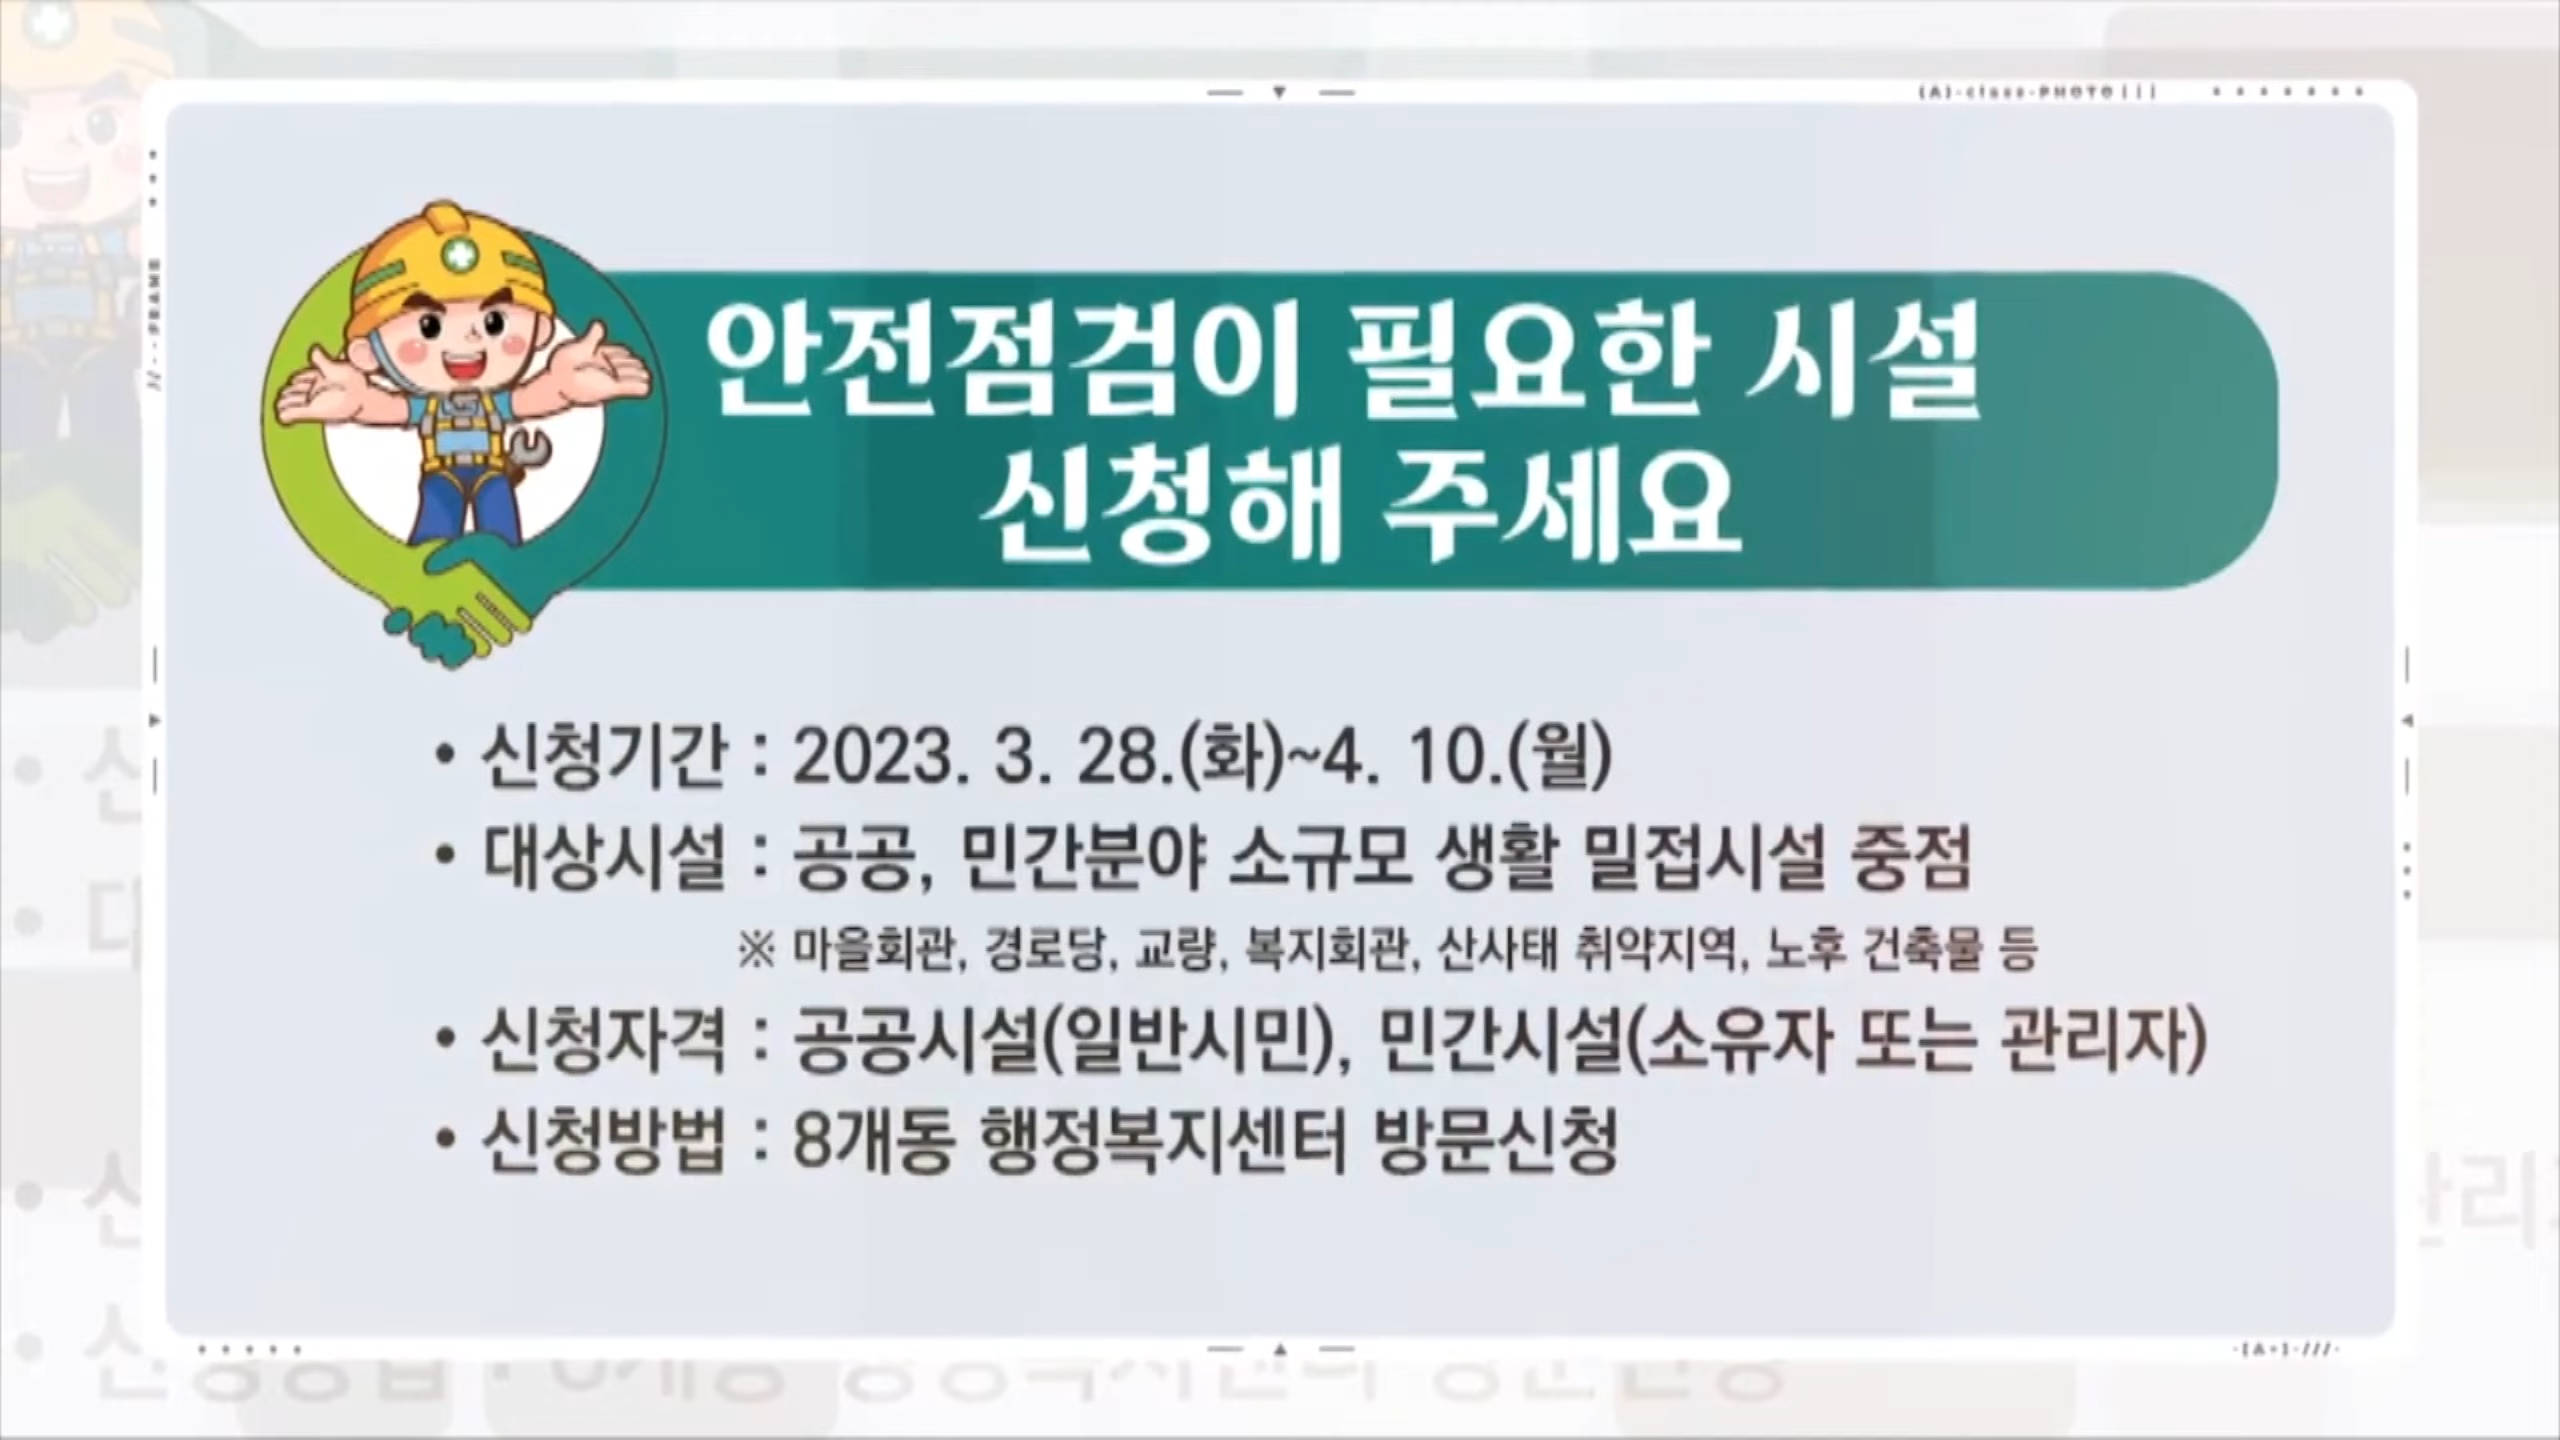 {A}-class-PHOTO|||
안전점검이 필요한 시설
신청해 주세요
• 신청기간 : 2023. 3. 28.(화)~4. 10.(월)
• 대상시설 : 공공, 민간분야 소규모 생활 밀접시설 중점
※ 마을회관, 경로당, 교량, 복지회관, 산사태 취약지역, 노후 건축물 등
• 신청자격 : 공공시설(일반시민), 민간시설(소유자 또는 관리자)
• 신청방법 : 8개동 행정복지센터 방문신청